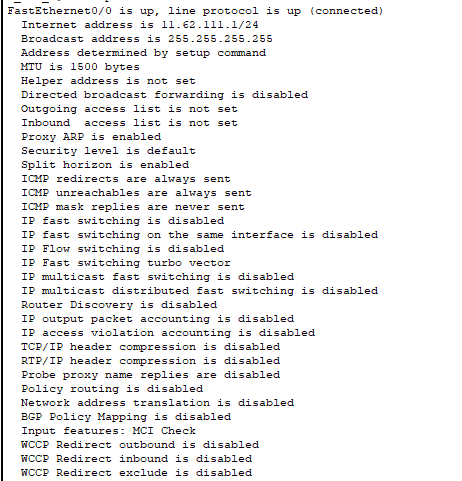 FastEthernet0/0 is up, line protocol is up (connected)
Internet address is 11.62.111.1/24
Broadcast address is 255.255.255.255
Address determined by setup command
MTU is 1500 bytes
Helper address is not set
Directed broadcast forwarding is disabled
Outgoing access list is not set
Inbound  access list is not set
Proxy ARP is enabled
Security level is default
Split horizon is enabled
ICMP redirects are always sent
ICMP unreachables are always sent
ICMP mask replies are never sent
IP fast switching is disabled
IP fast switching on the same interface is disabled
IP Flow switching is disabled
IP Fast switching turbo vector
IP multicast fast switching is disabled
IP multicast distributed fast switching is disabled
Router Discovery is disabled
IP output packet accounting is disabled
IP access violation accounting is disabled
TCP/IP header compression is disabled
RTP/IP header compression is disabled
Probe proxy name replies are disabled
Policy routing is disabled
Network address translation is disabled
BGP Policy Mapping is disabled
Input features: MCI Check
WCCP Redirect outbound is disabled
WCCP Redirect inbound is disabled
WCCP Redirect exclude is disabled